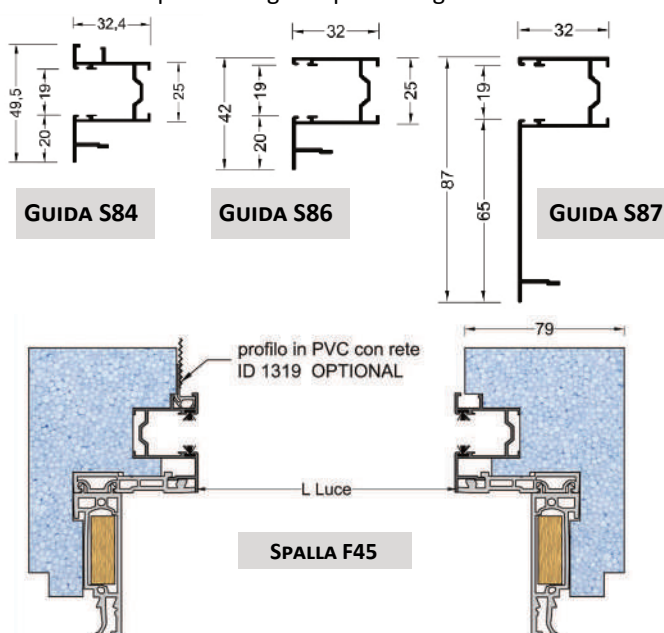 32,4
32
32
49,5
19
20
25
42
19
20
25
87
19
65
GUIDA S84
GUIDA S86
GUIDA S87
79
profilo in PVC con rete
ID 1319 OPTIONAL
L Luce
SPALLA F45